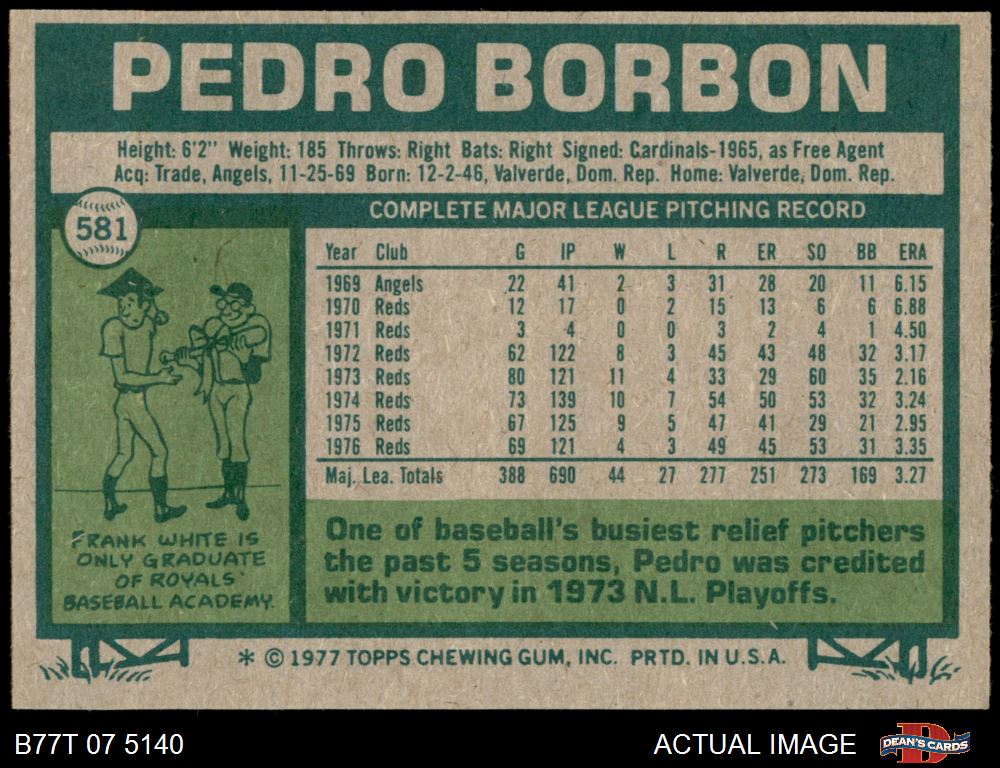 PEDRO BORBON
Height: 6'2" Weight: 185 Throws: Right Bats: Right Signed: Cardinals-1965, as Free Agent
Acq: Trade, Angels, 11-25-69 Born: 12-2-46, Valverde, Dom. Rep. Home: Valverde, Dom. Rep.
581
COMPLETE MAJOR LEAGUE PITCHING RECORD
Year Club G IP W L R ER SO BB ERA
1969 Angels 22 41 2 3 31 28 20 11 6.15
1970 Reds 12 17 0 2 15 13 6 6 6.88
1971 Reds 3 4 0 0 3 2 4 1 4.50
1972 Reds 62 122 8 3 45 43 48 32 3.17
1973 Reds 80 121 11 4 33 29 60 35 2.16
1974 Reds 73 139 10 7 54 50 53 32 3.24
1975 Reds 67 125 9 5 47 41 29 21 2.95
1976 Reds 69 121 4 3 49 45 53 31 3.35
Maj. Lea. Totals 388 690 44 27 277 251 273 169 3.27
FRANK WHITE IS
ONLY GRADUATE
OF ROYALS'
BASEBALL ACADEMY.
One of baseball's busiest relief pitchers
the past 5 seasons, Pedro was credited
with victory in 1973 N.L. Playoffs.
* © 1977 TOPPS CHEWING GUM, INC. PRTD. IN U.S.A.
B77T 07 5140
ACTUAL IMAGE
D
DEAN'S CARDS